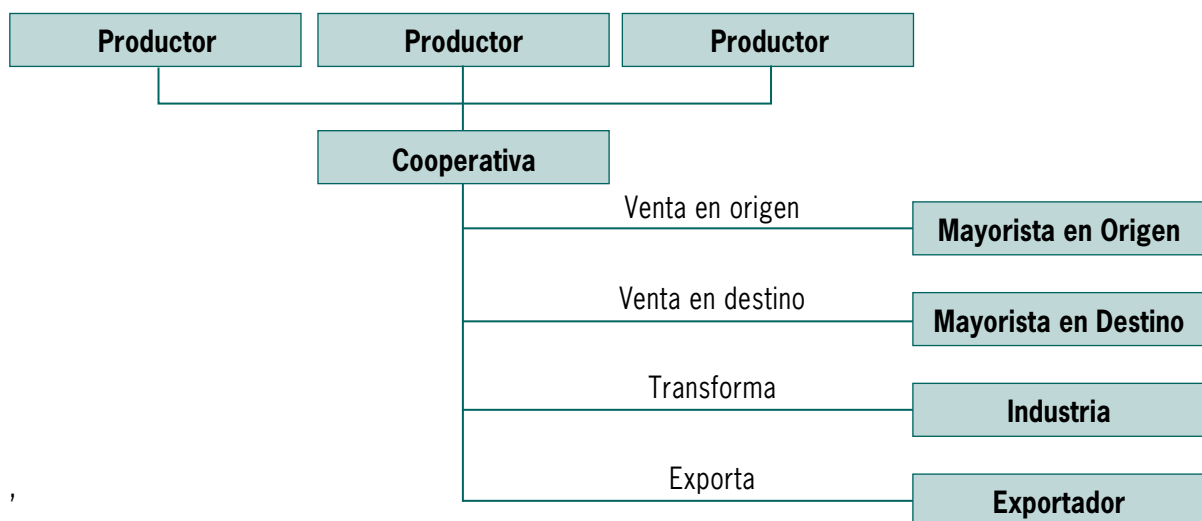 Productor
Productor
Productor
Cooperativa
Venta en origen
Mayorista en Origen
Venta en destino
Mayorista en Destino
Transforma
Industria
Exporta
,
Exportador